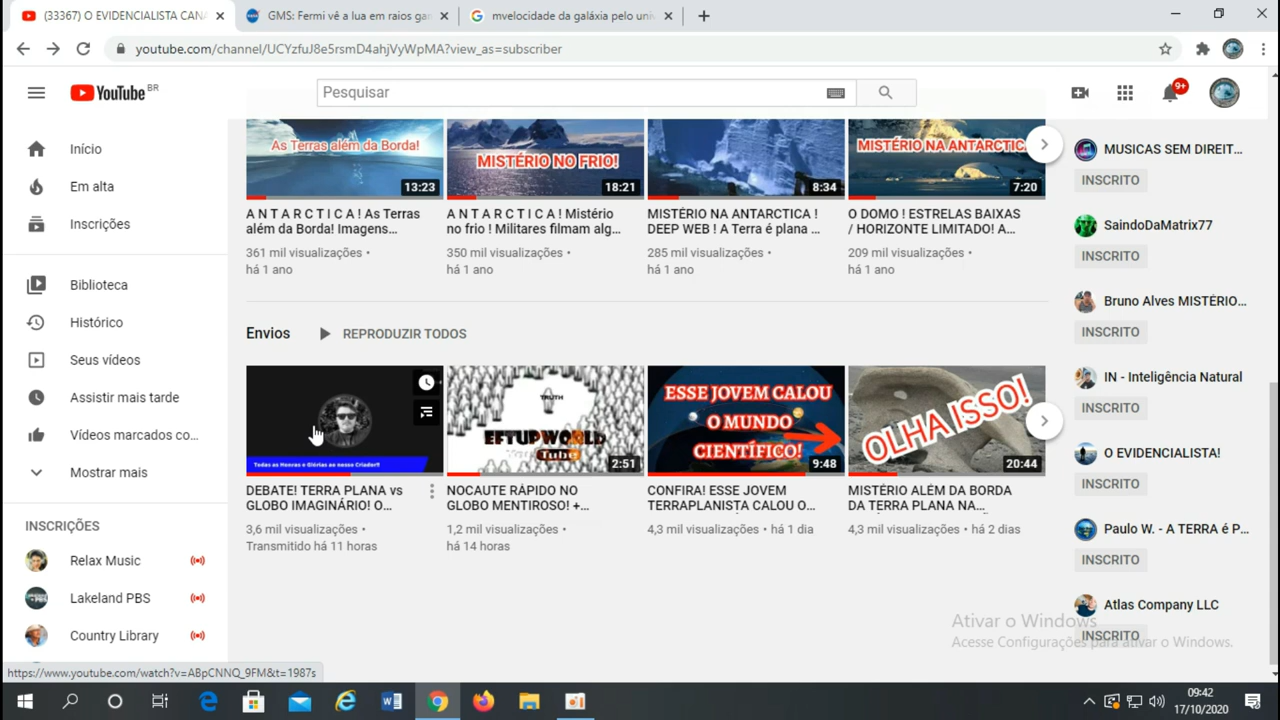 (33367) O EVIDENCIALISTA CANA
GMS: Fermi vê a lua em raios gar
mvelocidade da galáxia pelo univ
youtube.com/channel/UCYzfuJ8e5rsmD4ahjVyWpMA?view_as=subscriber
YouTube BR
Pesquisar
9+
Início
Em alta
Inscrições
Biblioteca
Histórico
Seus vídeos
Assistir mais tarde
Vídeos marcados co...
Mostrar mais
INSCRIÇÕES
Relax Music
Lakeland PBS
Country Library
As Terras além da Borda!
13:23
MISTÉRIO NO FRIO!
18:21
8:34
MISTÉRIO NA ANTARCTIC
7:20
A N T A R C T I C A ! As Terras
além da Borda! Imagens...
361 mil visualizações •
há 1 ano
A N T A R C T I C A ! Mistério
no frio ! Militares filmam alg...
350 mil visualizações •
há 1 ano
MISTÉRIO NA ANTARCTICA !
DEEP WEB ! A Terra é plana ...
285 mil visualizações •
há 1 ano
O DOMO ! ESTRELAS BAIXAS
/ HORIZONTE LIMITADO! A...
209 mil visualizações •
há 1 ano
Envios
REPRODUZIR TODOS
Todas as Honras e Glórias ao nosso Criador!!
TRUTH
EFTUPWORLD
YouTube
2:51
ESSE JOVEM CALOU
O MUNDO
CIENTÍFICO!
9:48
OLHA ISSO!
20:44
DEBATE! TERRA PLANA vs
GLOBO IMAGINÁRIO! O...
3,6 mil visualizações •
Transmitido há 11 horas
NOCAUTE RÁPIDO NO
GLOBO MENTIROSO! +...
1,2 mil visualizações •
há 14 horas
CONFIRA! ESSE JOVEM
TERRAPLANISTA CALOU O...
4,3 mil visualizações • há 1 dia
MISTÉRIO ALÉM DA BORDA
DA TERRA PLANA NA...
4,3 mil visualizações • há 2 dias
MUSICAS SEM DIREIT...
INSCRITO
SaindoDaMatrix77
INSCRITO
Bruno Alves MISTÉRIO...
INSCRITO
IN - Inteligência Natural
INSCRITO
O EVIDENCIALISTA!
INSCRITO
Paulo W. - A TERRA é P...
INSCRITO
Atlas Company LLC
INSCRITO
Ativar o Windows
Acesse Configurações para ativar o Windows.
https://www.youtube.com/watch?v=ABpCNNQ_9FM&t=1987s
09:42
17/10/2020